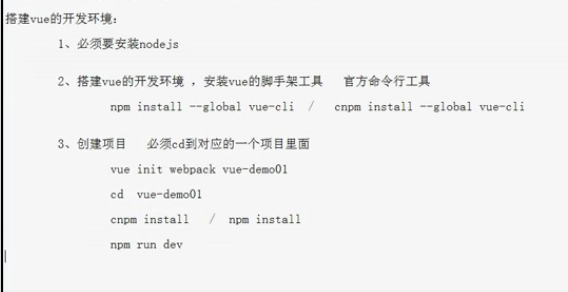 搭建vue的开发环境：
1、必须要安装nodejs
2、搭建vue的开发环境 ，安装vue的脚手架工具 官方命令行工具
npm install --global vue-cli / cnpm install --global vue-cli
3、创建项目 必须cd到对应的一个项目里面
vue init webpack vue-demo01
cd vue-demo01
cnpm install / npm install
npm run dev